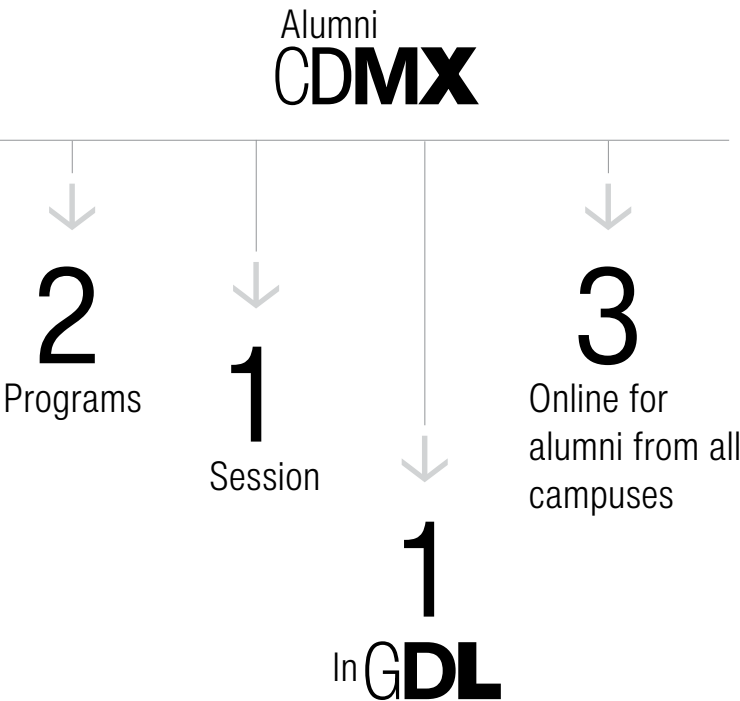 Alumni
CDMX
2
Programs
1
Session
1
In GDL
3
Online for
alumni from all
campuses